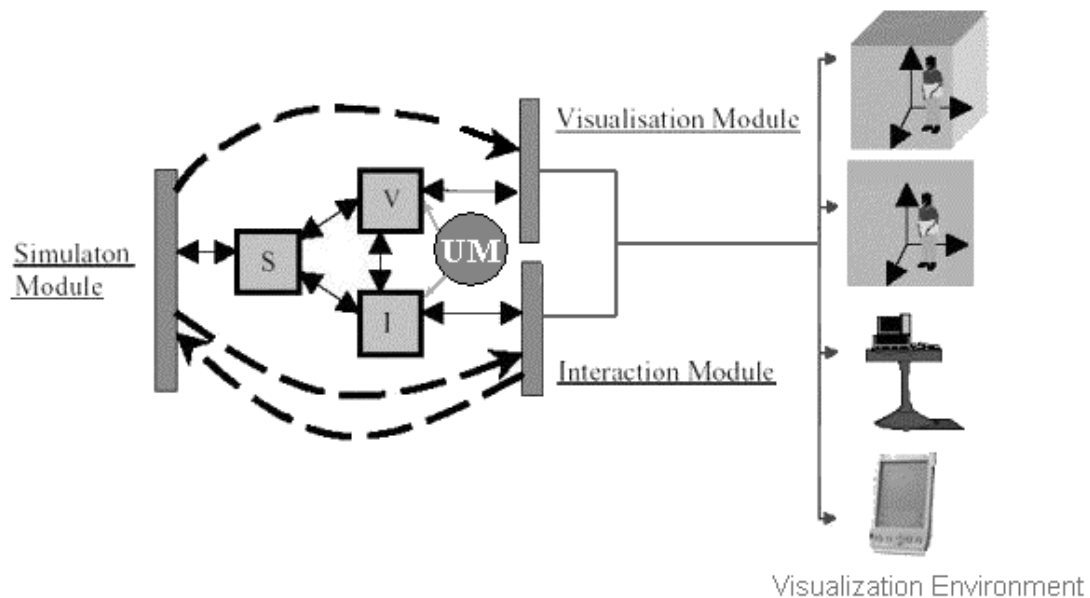 Visualisation Module
V
UM
S
Simulaton
Module
I
Interaction Module
Visualization Environment